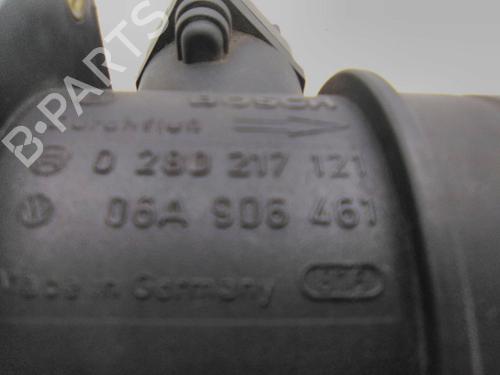 BOSCH
Durchfluß
0 280 217 121
06A 906 461
Made in Germany
B-PARTS